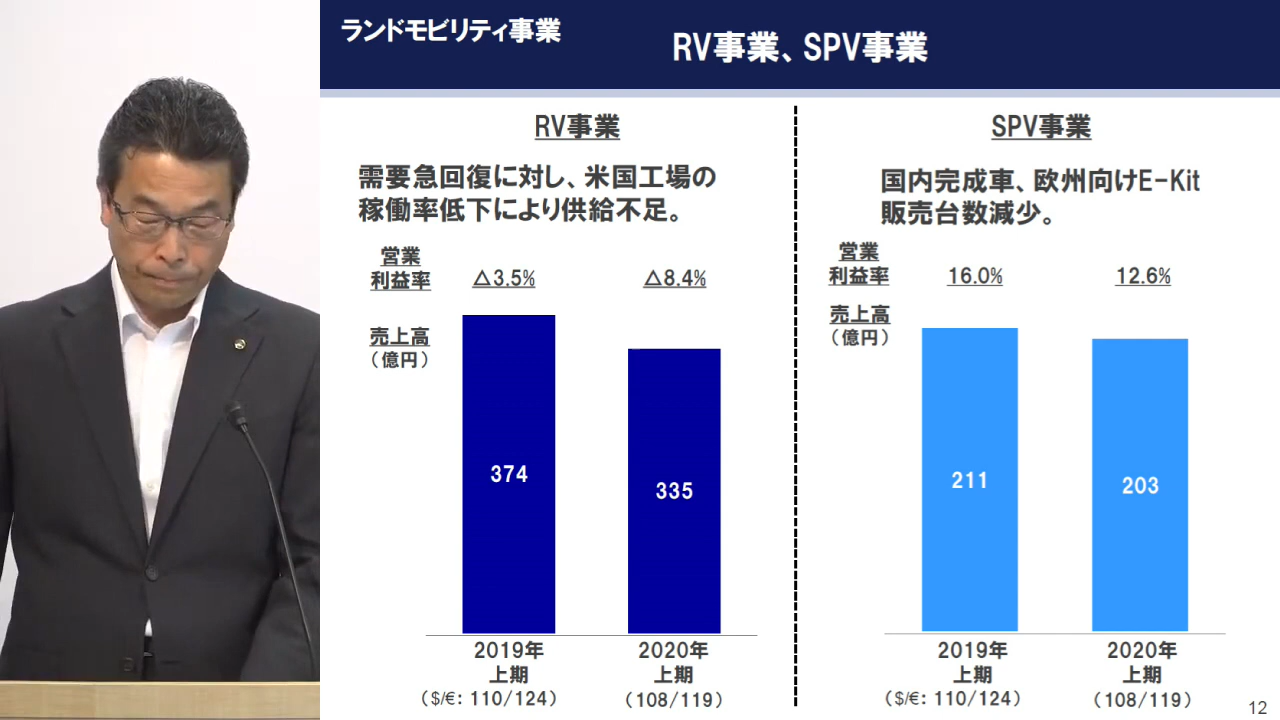 ランドモビリティ事業
RV事業、SPV事業
RV事業
需要急回復に対し、米国工場の
稼働率低下により供給不足。
営業
利益率
△3.5%
△8.4%
売上高
（億円）
374
335
2019年
上期
（$/€: 110/124）
2020年
上期
（108/119）
SPV事業
国内完成車、欧州向けE-Kit
販売台数減少。
営業
利益率
16.0%
12.6%
売上高
（億円）
211
203
2019年
上期
（$/€: 110/124）
2020年
上期
（108/119）
12